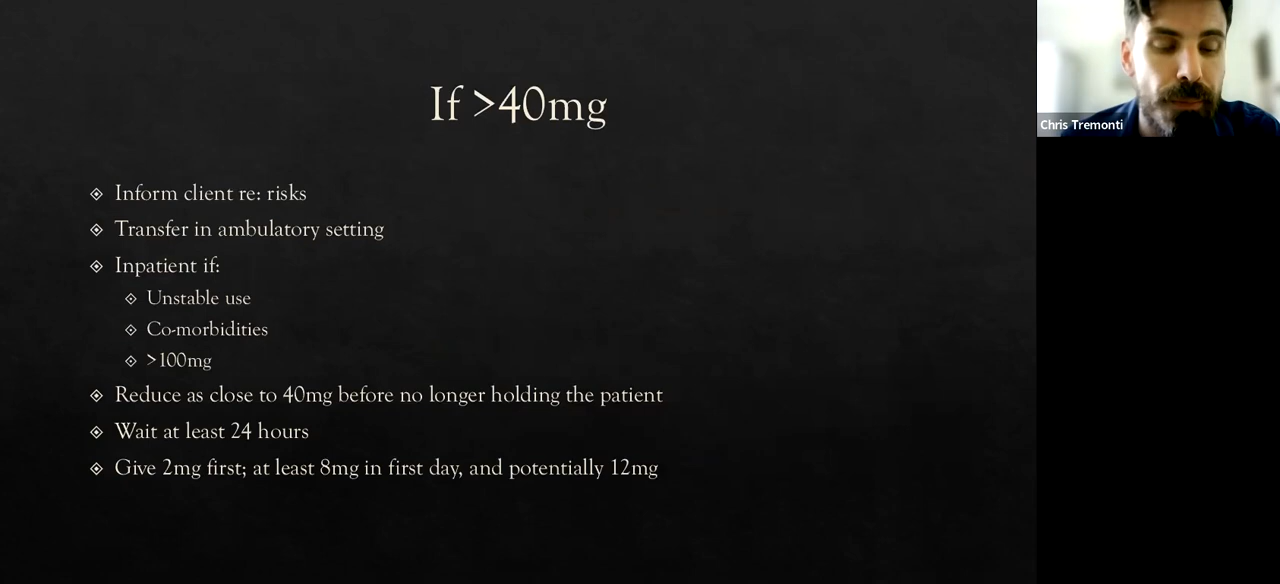 If >40mg
Inform client re: risks
Transfer in ambulatory setting
Inpatient if:
Unstable use
Co-morbidities
>100mg
Reduce as close to 40mg before no longer holding the patient
Wait at least 24 hours
Give 2mg first; at least 8mg in first day, and potentially 12mg
Chris Tremonti